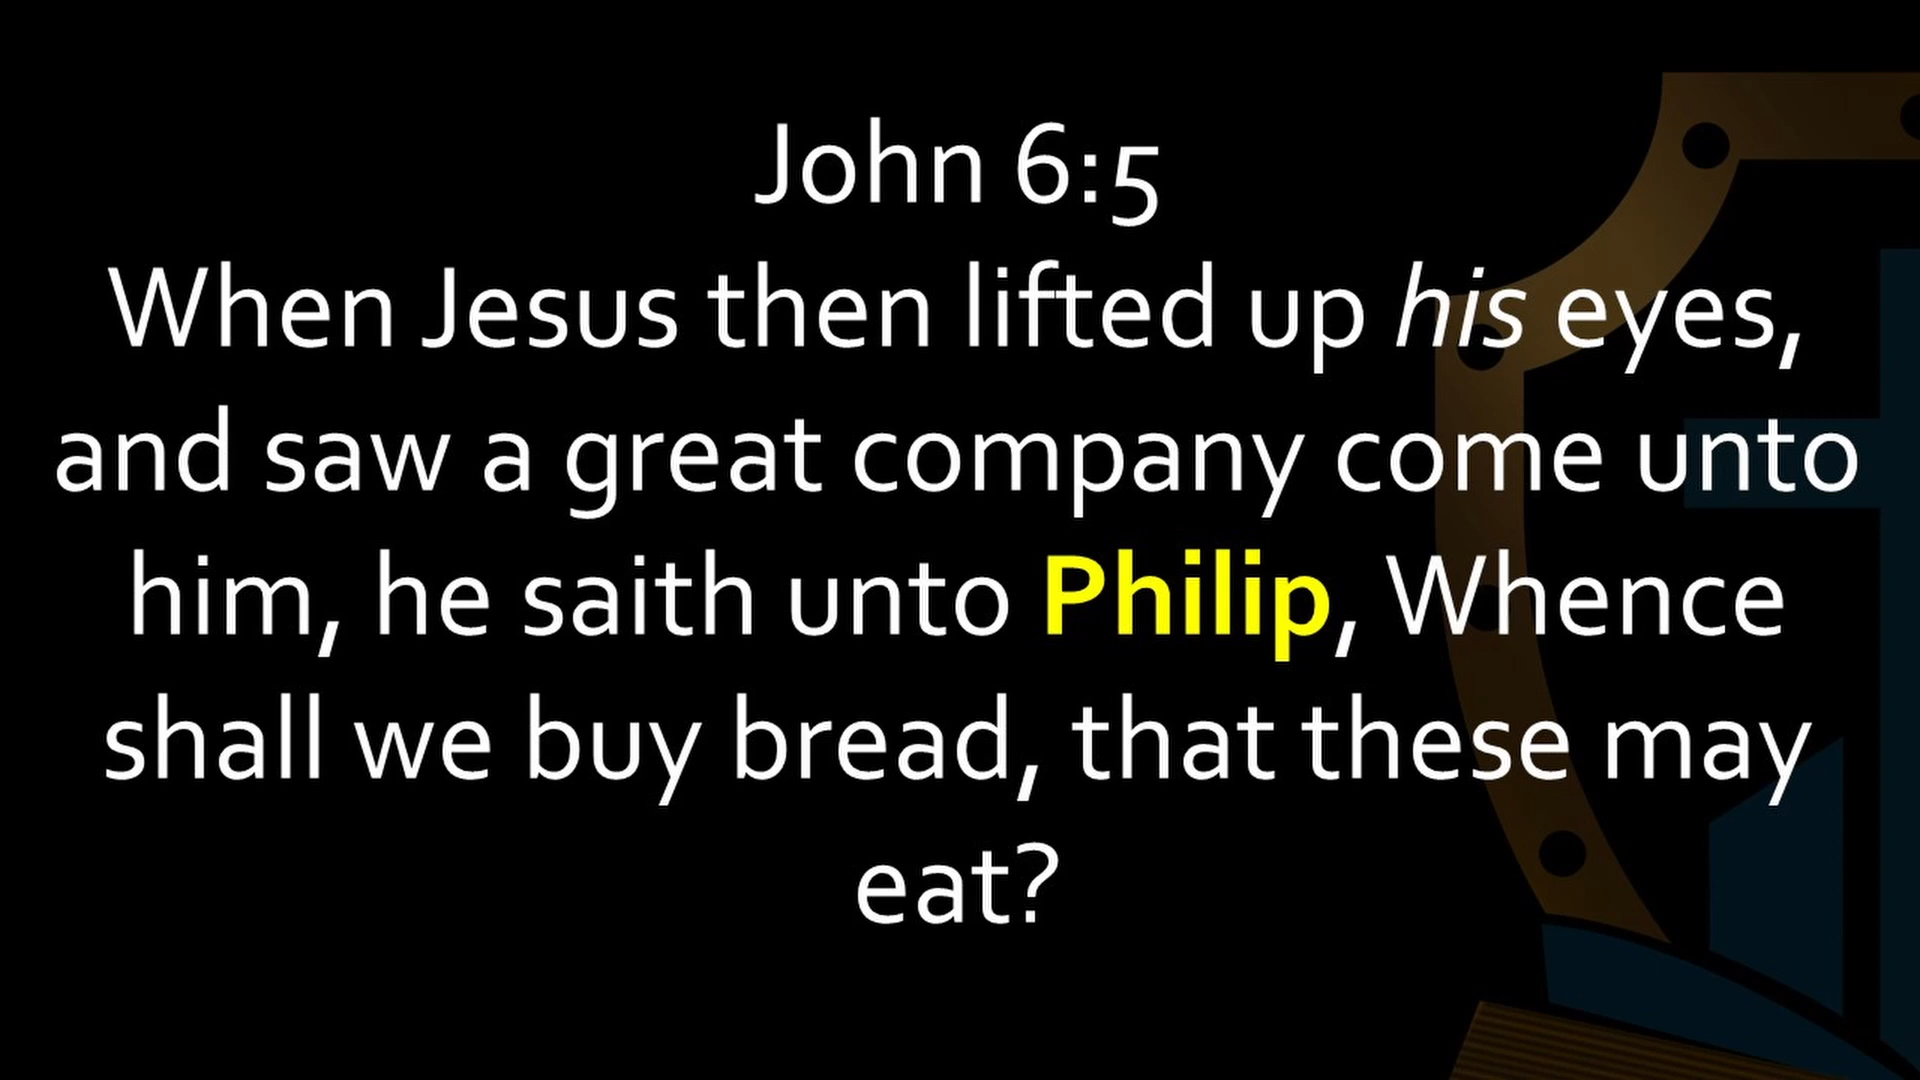 John 6:5
When Jesus then lifted up his eyes,
and saw a great company come unto
him, he saith unto Philip, Whence
shall we buy bread, that these may
eat?